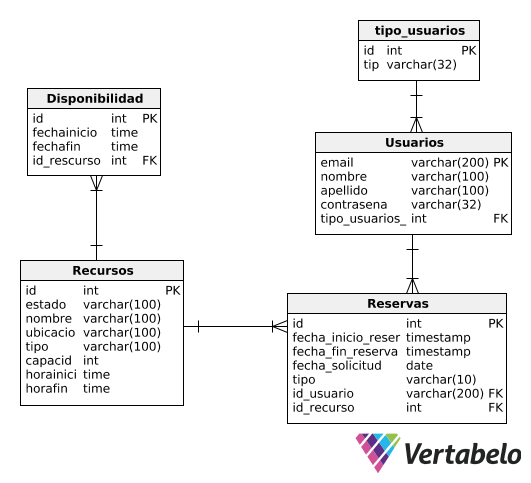 tipo_usuarios
id int PK
tip varchar(32)
Disponibilidad
id int PK
fechainicio time
fechafin time
id_rescurso int FK
Usuarios
email varchar(200) PK
nombre varchar(100)
apellido varchar(100)
contrasena varchar(32)
tipo_usuarios_ int FK
Recursos
id int PK
estado varchar(100)
nombre varchar(100)
ubicacio varchar(100)
tipo varchar(100)
capacid int
horainici time
horafin time
Reservas
id int PK
fecha_inicio_reser timestamp
fecha_fin_reserva timestamp
fecha_solicitud date
tipo varchar(10)
id_usuario varchar(200) FK
id_recurso int FK
Vertabelo